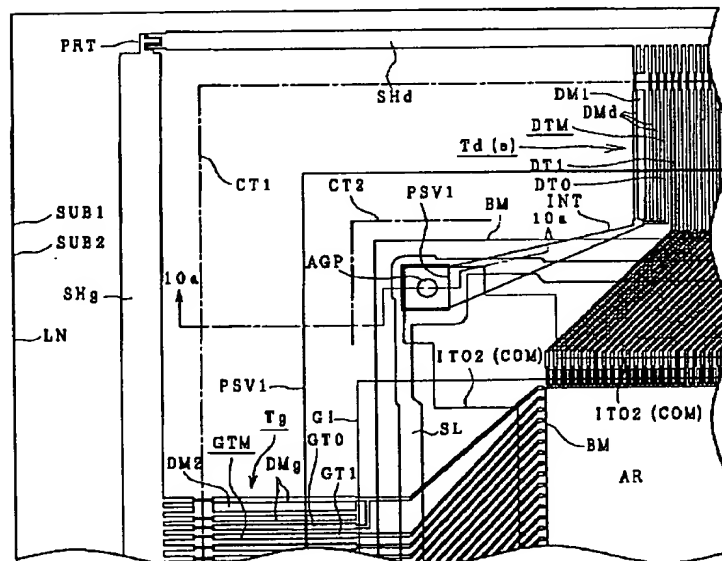 PRT
SHd
DM1
DMd
DTM
Td (s)
DT1
DT0
INT
CT1
CT2
PSV1
BM
10a
SUB1
SUB2
AGP
SHg
10a
LN
ITO2 (COM)
PSV1
GI
ITO2 (COM)
Tg
GT0
SL
BM
GTM
DM2
DMg
GT1
AR